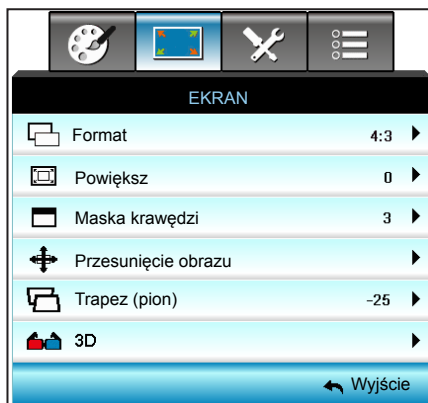 EKRAN
Format 4:3
Powiększ 0
Maska krawędzi 3
Przesunięcie obrazu
Trapez (pion) -25
3D
Wyjście